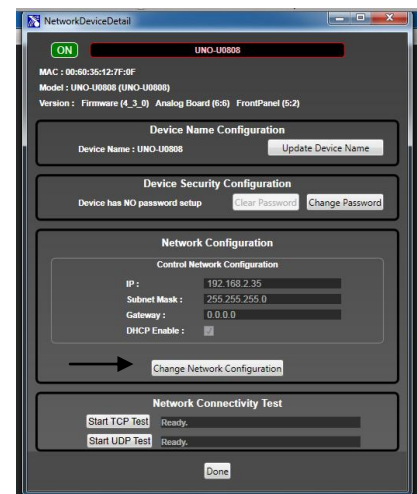 NetworkDeviceDetail
ON UNO-U0808
MAC : 00:60:35:12:7F:0F
Model : UNO-U0808 (UNO-U0808)
Version : Firmware (4_3_0) Analog Board (6:6) FrontPanel (5:2)
Device Name Configuration
Device Name : UNO-U0808 Update Device Name
Device Security Configuration
Device has NO password setup Clear Password Change Password
Network Configuration
Control Network Configuration
IP : 192.168.2.35
Subnet Mask : 255.255.255.0
Gateway : 0.0.0.0
DHCP Enable :
Change Network Configuration
Network Connectivity Test
Start TCP Test Ready.
Start UDP Test Ready.
Done